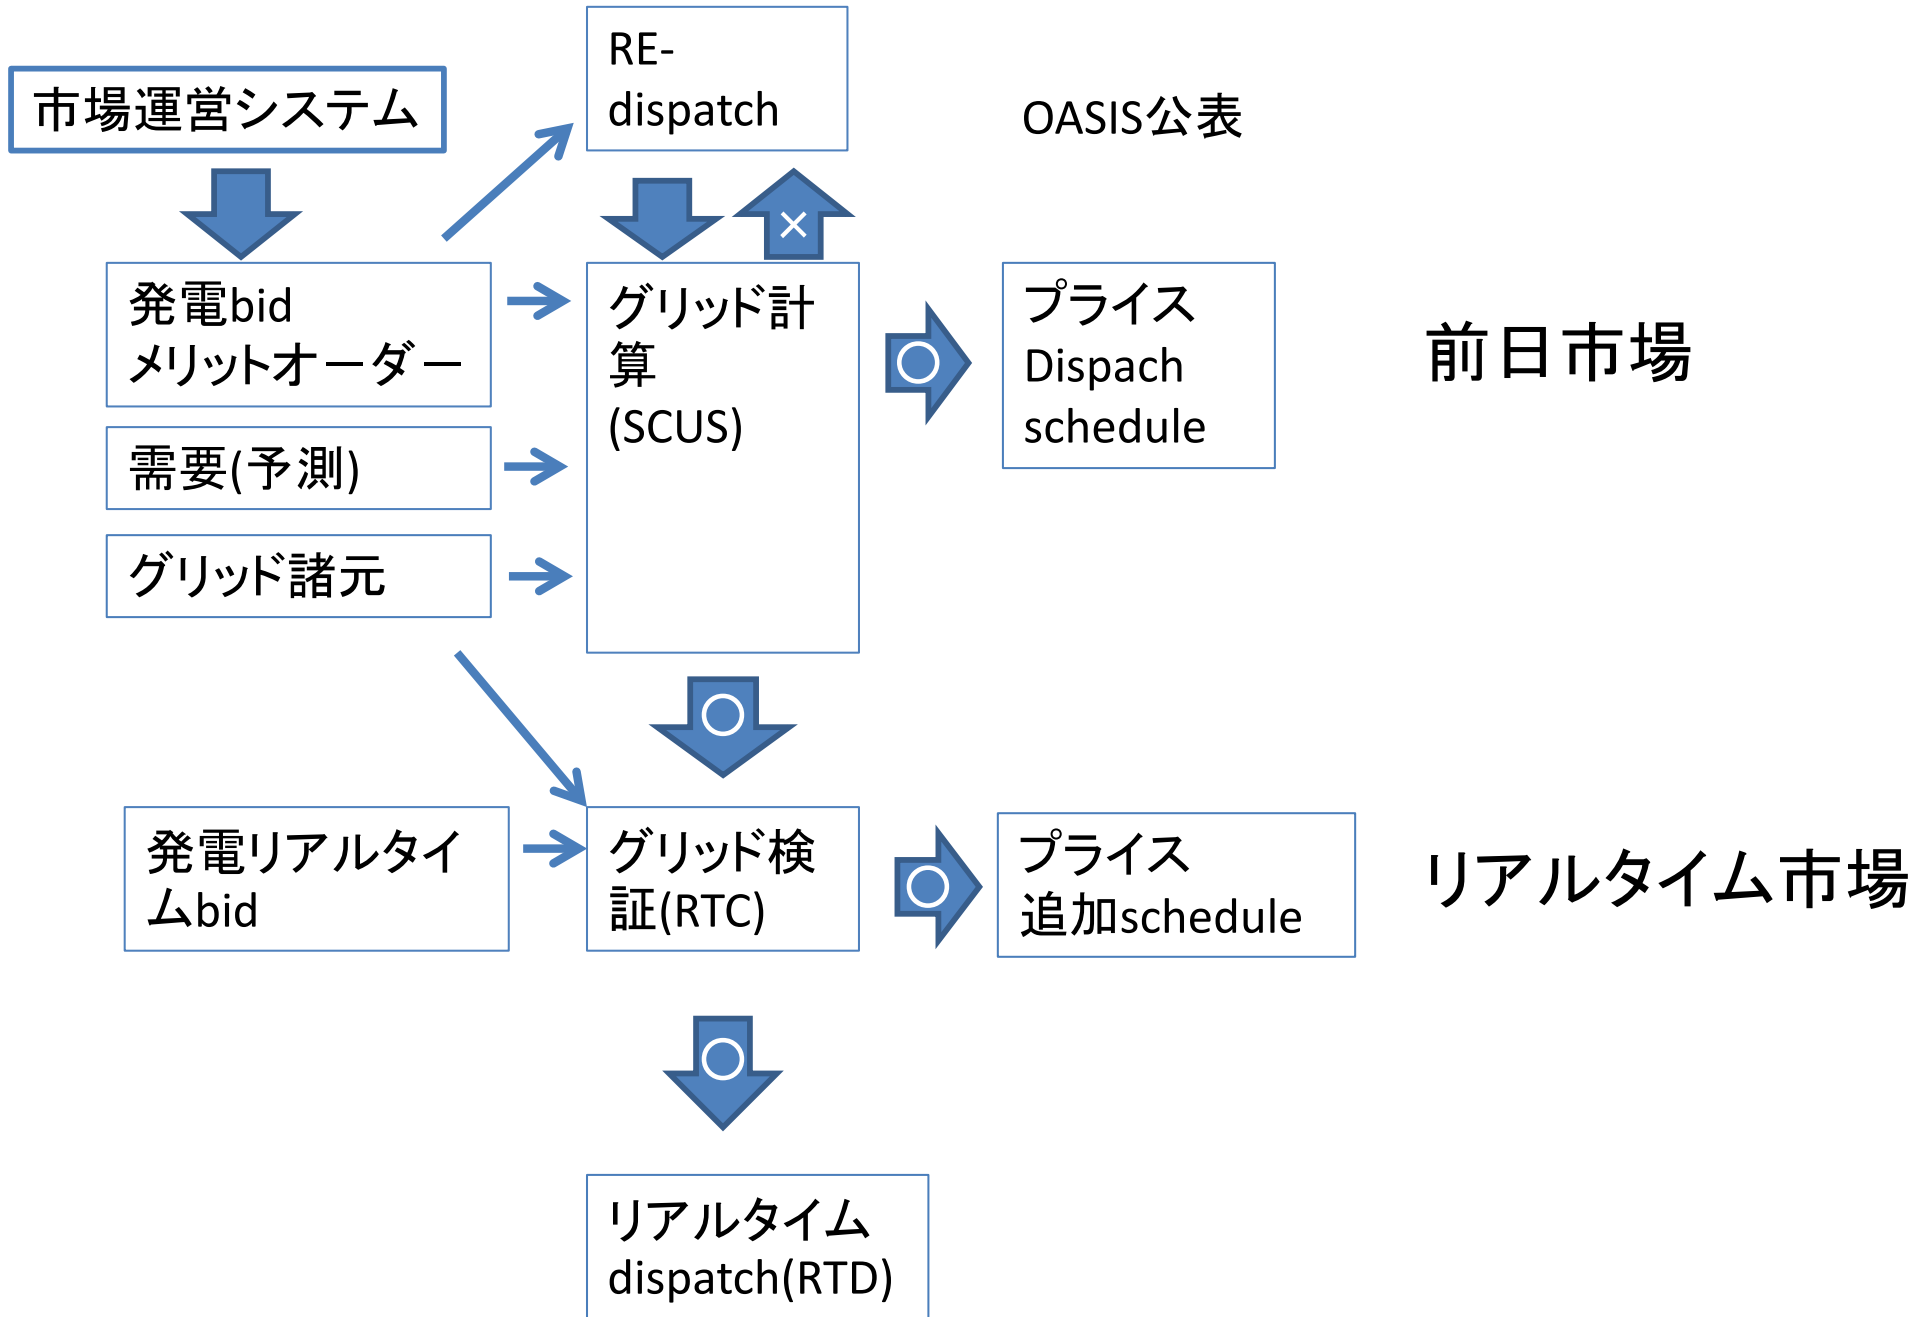 市場運営システム
RE-
dispatch
OASIS公表
×
発電bid
メリットオーダー
グリッド計
算
(SCUS)
○
プライス
Dispach
schedule
前日市場
需要(予測)
グリッド諸元
○
発電リアルタイ
ムbid
グリッド検
証(RTC)
○
プライス
追加schedule
リアルタイム市場
○
リアルタイム
dispatch(RTD)